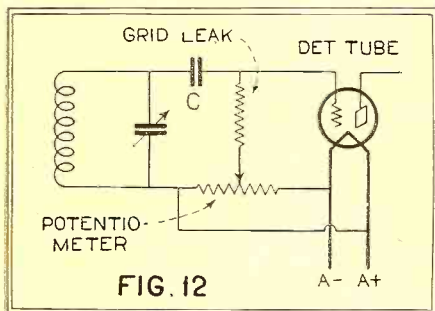 GRID LEAK
DET TUBE
C
POTENTIO-
METER
A- A+
FIG. 12